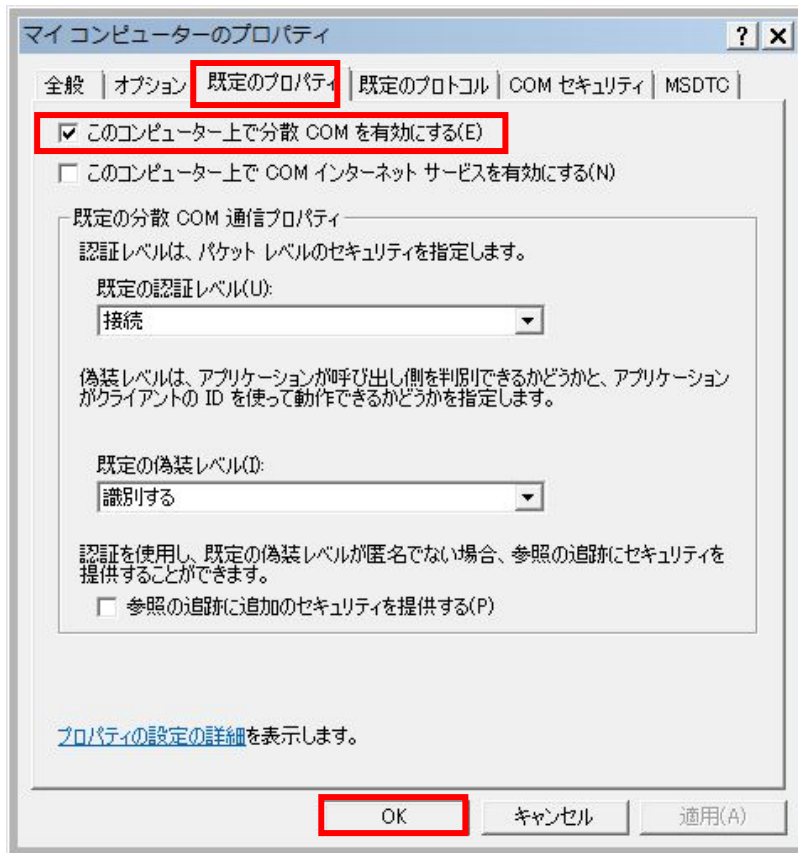 マイ コンピューターのプロパティ
? ×
全般 オプション 既定のプロパティ 既定のプロトコル COM セキュリティ MSDTC
このコンピューター上で分散 COM を有効にする(E)
このコンピューター上で COM インターネット サービスを有効にする(N)
既定の分散 COM 通信プロパティ
認証レベルは、パケット レベルのセキュリティを指定します。
既定の認証レベル(U):
接続
偽装レベルは、アプリケーションが呼び出し側を判別できるかどうかと、アプリケーション
がクライアントの ID を使って動作できるかどうかを指定します。
既定の偽装レベル(I):
識別する
認証を使用し、既定の偽装レベルが匿名でない場合、参照の追跡にセキュリティを
提供することができます。
参照の追跡に追加のセキュリティを提供する(P)
プロパティの設定の詳細を表示します。
OK キャンセル 適用(A)